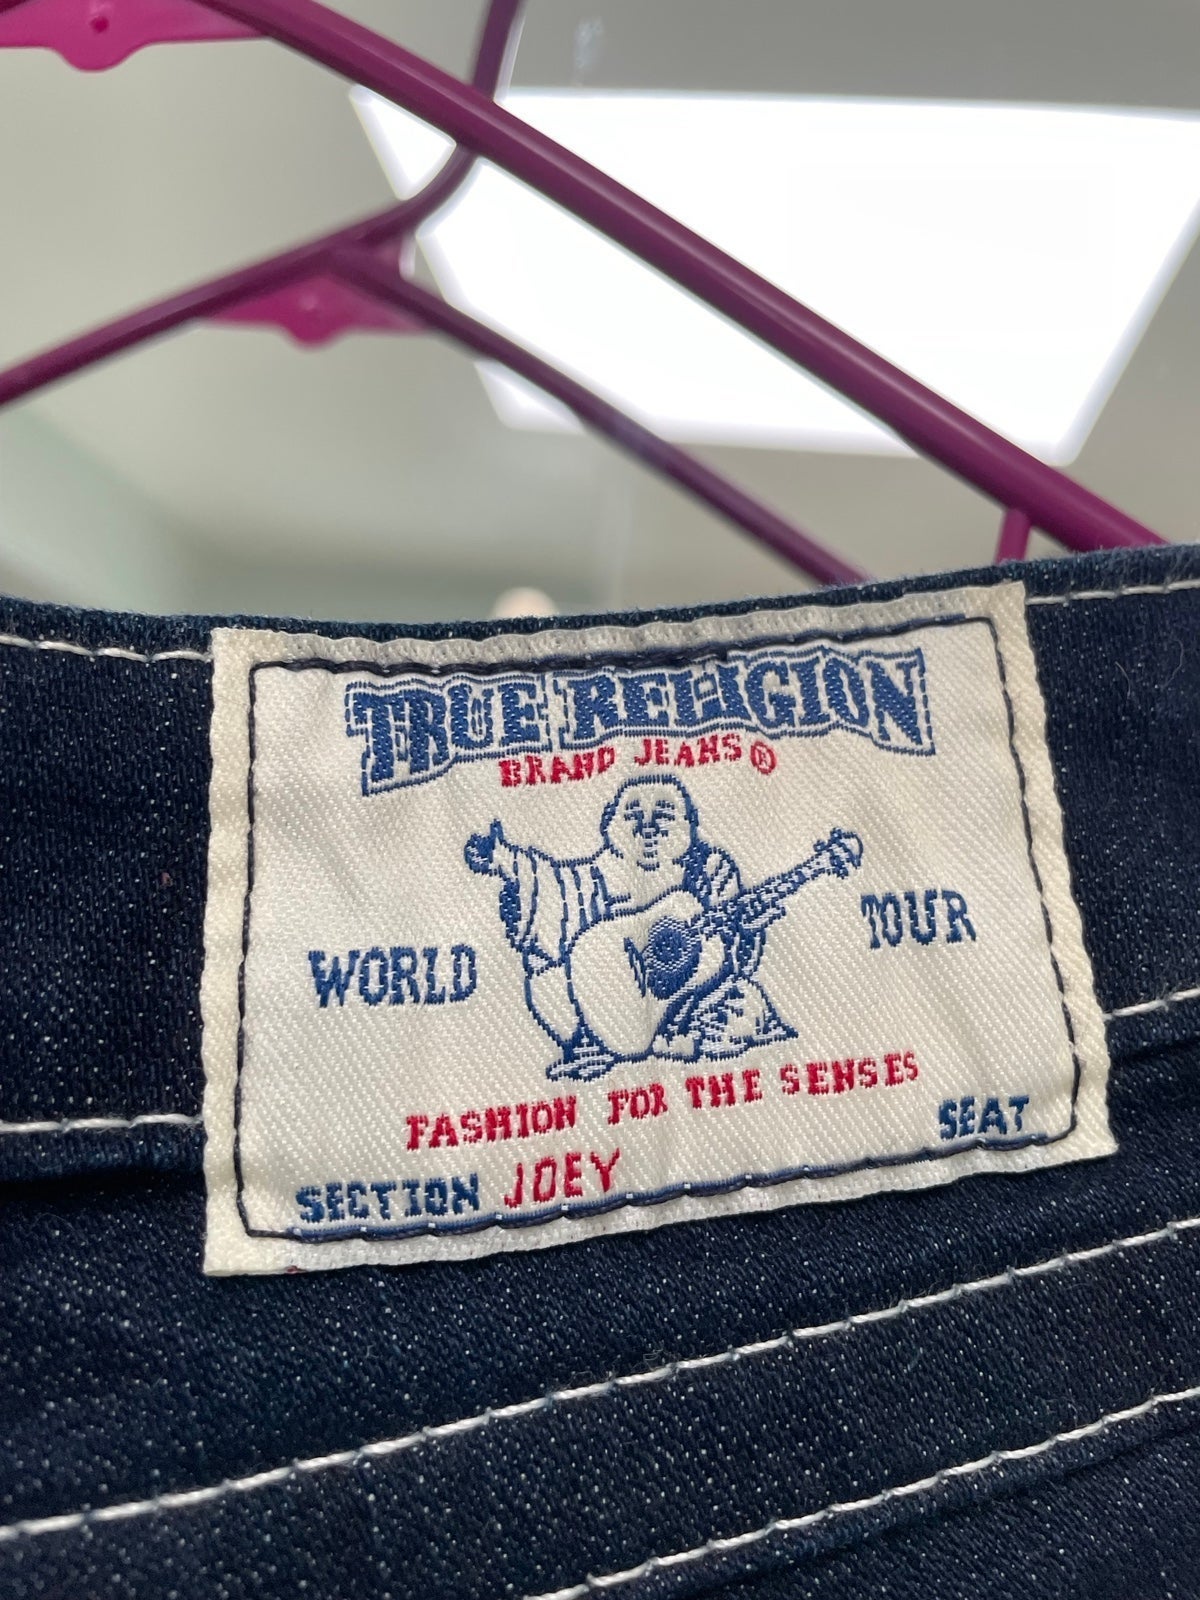 TRUE RELIGION
BRAND JEANS®
WORLD TOUR
FASHION FOR THE SENSES
SEAT
SECTION JOEY